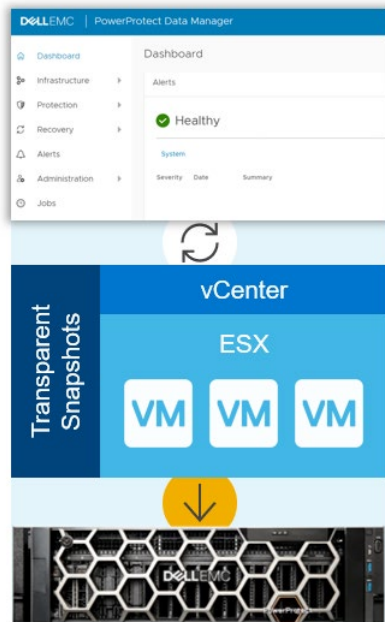 DELLEMC | PowerProtect Data Manager
Dashboard
Infrastructure
Protection
Recovery
Alerts
Administration
Jobs
Dashboard
Alerts
Healthy
System
Severity Date Summary
Transparent
Snapshots
vCenter
ESX
VM VM VM
DELLEMC
PowerProtect